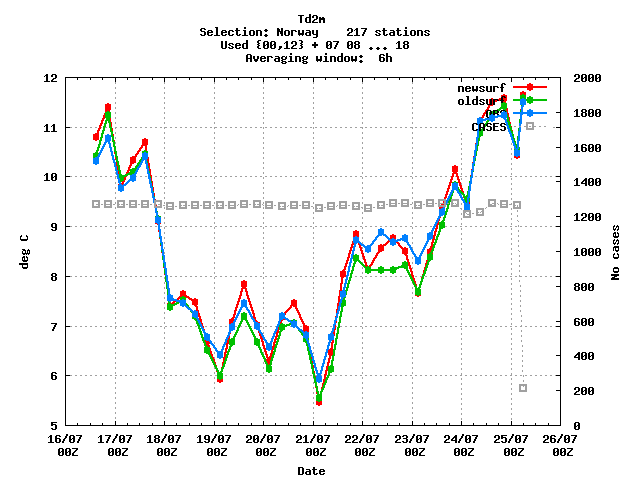 Td2m
Selection: Norway    217 stations
Used {00,12} + 07 08 ... 18
Averaging window:  6h
newsurf
oldsurf
OBS
CASES
12
11
10
9
8
7
6
5
deg C
2000
1800
1600
1400
1200
1000
800
600
400
200
0
No cases
16/07 17/07 18/07 19/07 20/07 21/07 22/07 23/07 24/07 25/07 26/07
00Z 00Z 00Z 00Z 00Z 00Z 00Z 00Z 00Z 00Z 00Z
Date